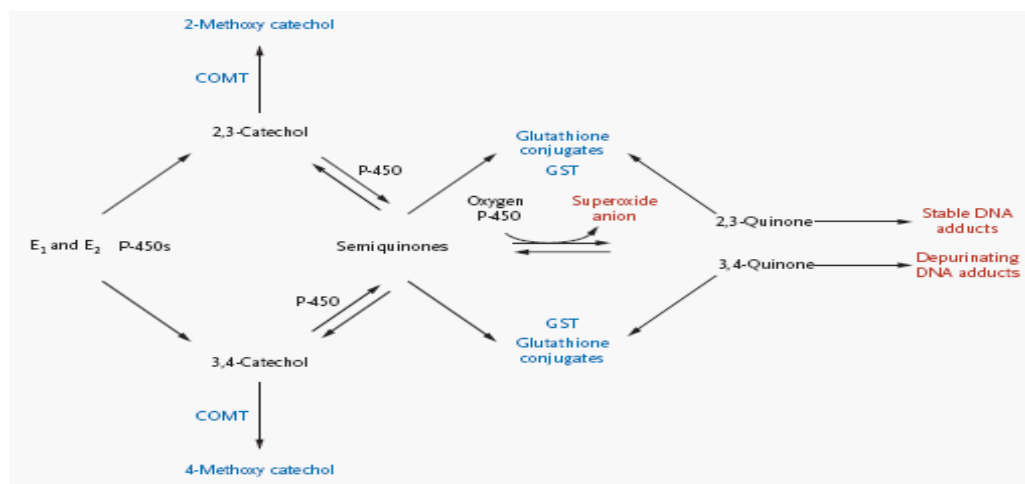 2-Methoxy catechol
COMT
2,3-Catechol
P-450
Glutathione
conjugates
GST
Oxygen
P-450
Superoxide
anion
E₁ and E₂ P-450s
Semiquinones
2,3-Quinone
Stable DNA
adducts
3,4-Quinone
Depurinating
DNA adducts
P-450
GST
Glutathione
conjugates
3,4-Catechol
COMT
4-Methoxy catechol